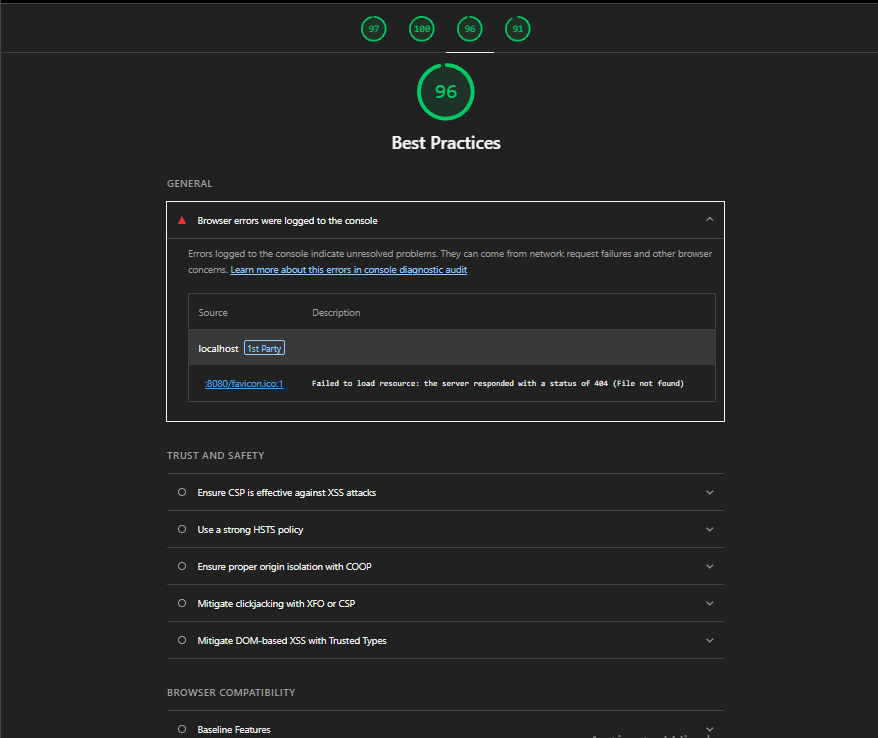 97 100 96 91
96
Best Practices
GENERAL
Browser errors were logged to the console
Errors logged to the console indicate unresolved problems. They can come from network request failures and other browser
concerns. Learn more about this errors in console diagnostic audit
Source Description
localhost 1st Party
:8080/favicon.ico:1 Failed to load resource: the server responded with a status of 404 (File not found)
TRUST AND SAFETY
Ensure CSP is effective against XSS attacks
Use a strong HSTS policy
Ensure proper origin isolation with COOP
Mitigate clickjacking with XFO or CSP
Mitigate DOM-based XSS with Trusted Types
BROWSER COMPATIBILITY
Baseline Features